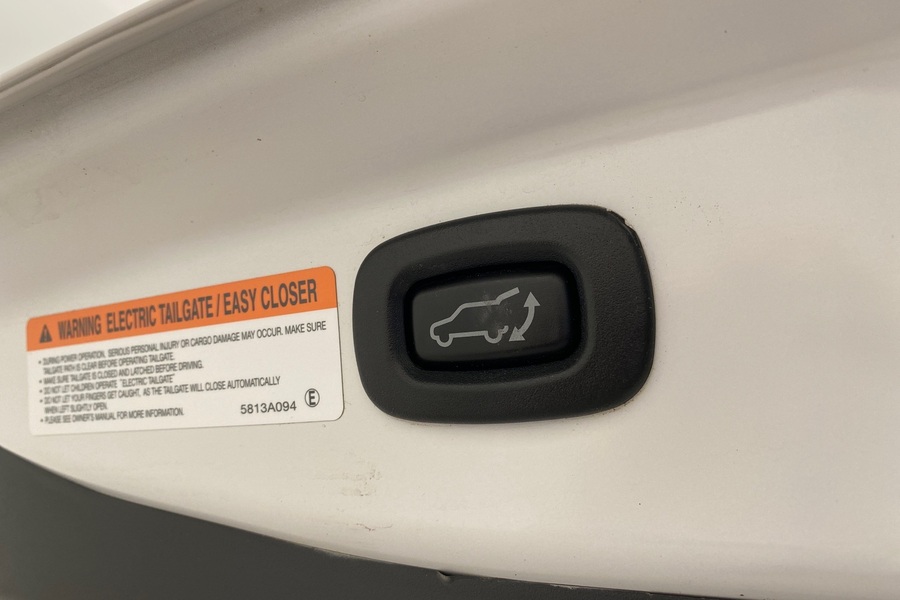 WARNING ELECTRIC TAILGATE / EASY CLOSER
• DURING POWER OPERATION, SERIOUS PERSONAL INJURY OR CARGO DAMAGE MAY OCCUR. MAKE SURE
TAILGATE PATH IS CLEAR BEFORE OPERATING TAILGATE.
• MAKE SURE TAILGATE IS CLOSED AND LATCHED BEFORE DRIVING.
• DO NOT LET CHILDREN OPERATE "ELECTRIC TAILGATE"
• DO NOT LET YOUR FINGERS GET CAUGHT, AS THE TAILGATE WILL CLOSE AUTOMATICALLY
WHEN LEFT SLIGHTLY OPEN.
• PLEASE SEE OWNER'S MANUAL FOR MORE INFORMATION.
5813A094 Ⓔ